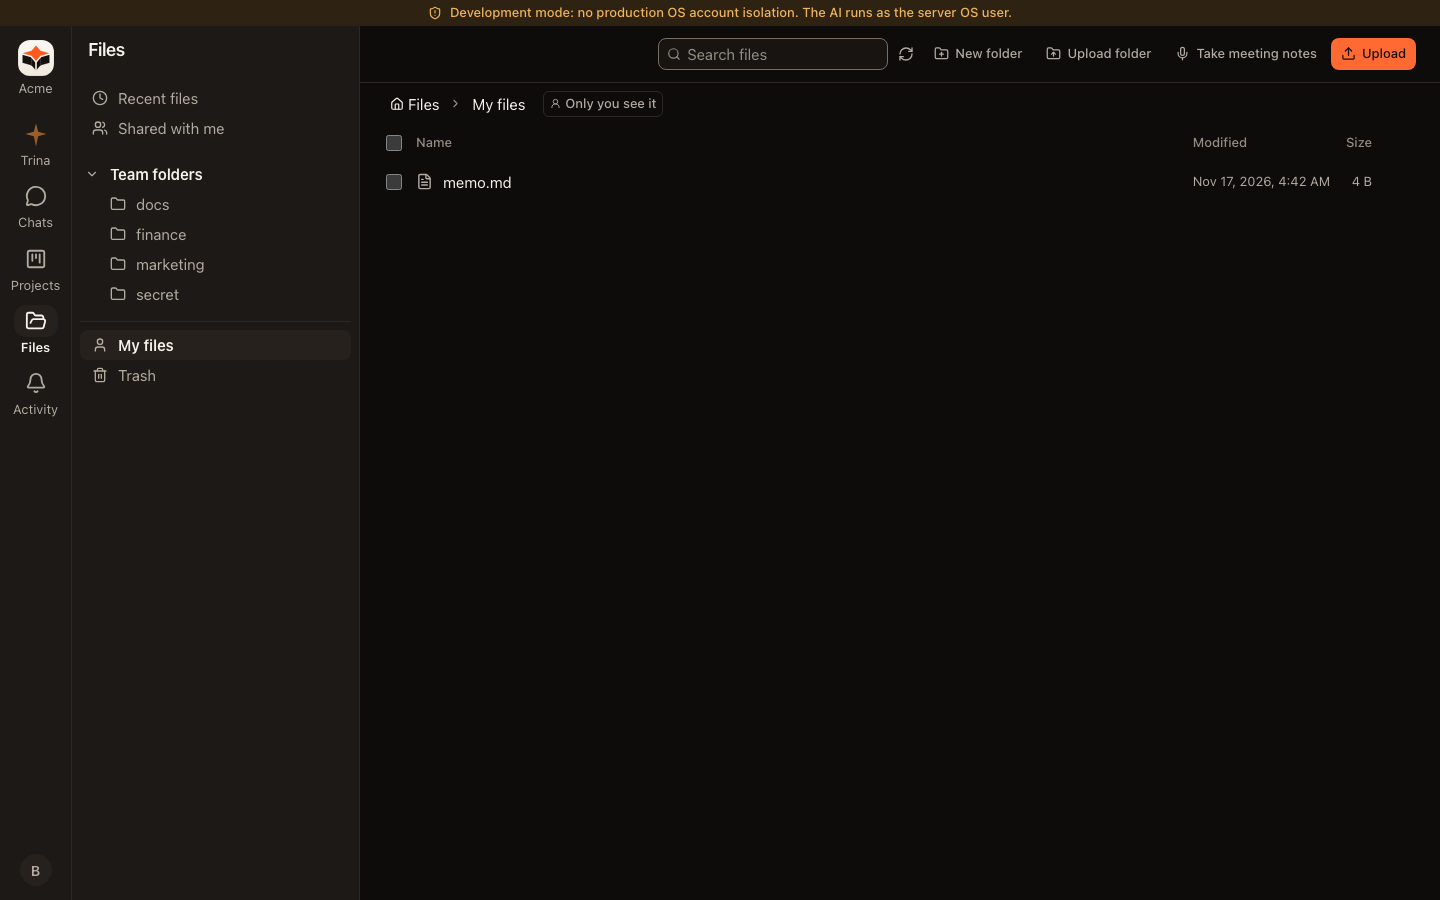 Development mode: no production OS account isolation. The AI runs as the server OS user.
Acme
Trina
Chats
Projects
Files
Activity
B
Files
Recent files
Shared with me
Team folders
docs
finance
marketing
secret
My files
Trash
Search files
New folder
Upload folder
Take meeting notes
Upload
Files > My files
Only you see it
Name Modified Size
memo.md Nov 17, 2026, 4:42 AM 4 B